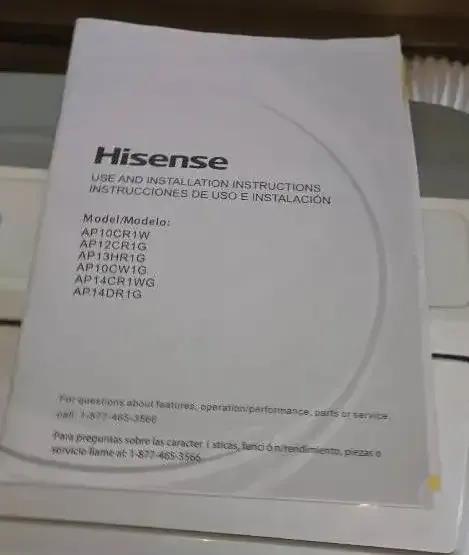 Hisense
USE AND INSTALLATION INSTRUCTIONS
INSTRUCCIONES DE USO E INSTALACIÓN
Model/Modelo:
AP10CR1W
AP12CR1G
AP13HR1G
AP10CW1G
AP14CR1WG
AP14DR1G
For questions about features, operation/performance, parts or service
call: 1-877-465-3566
Para preguntas sobre las caracter í sticas, funci ó n/rendimiento, piezas o
servicio llame al: 1-877-465-3566